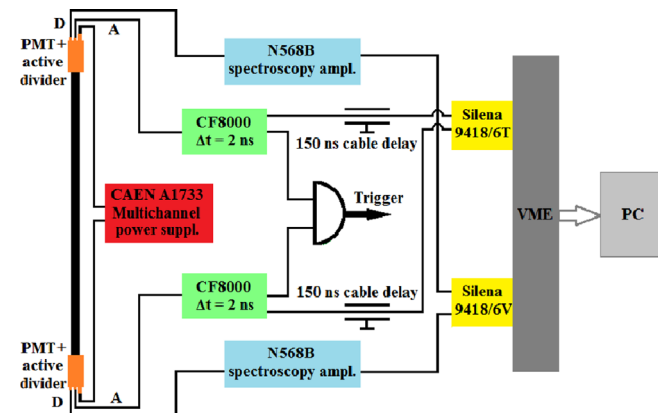 D
A
PMT+
active
divider
N568B
spectroscopy ampl.
CF8000
Δt = 2 ns
150 ns cable delay
Silena
9418/6T
CAEN A1733
Multichannel
power suppl.
Trigger
VME
PC
CF8000
Δt = 2 ns
150 ns cable delay
Silena
9418/6V
PMT+
active
divider
N568B
spectroscopy ampl.
D
A